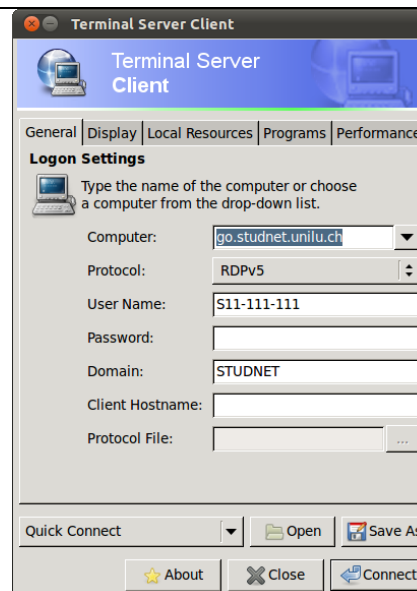 Terminal Server Client
Terminal Server
Client
General Display Local Resources Programs Performance
Logon Settings
Type the name of the computer or choose
a computer from the drop-down list.
Computer: go.studnet.unilu.ch
Protocol: RDPv5
User Name: S11-111-111
Password:
Domain: STUDNET
Client Hostname:
Protocol File: ...
Quick Connect Open Save As
About Close Connect